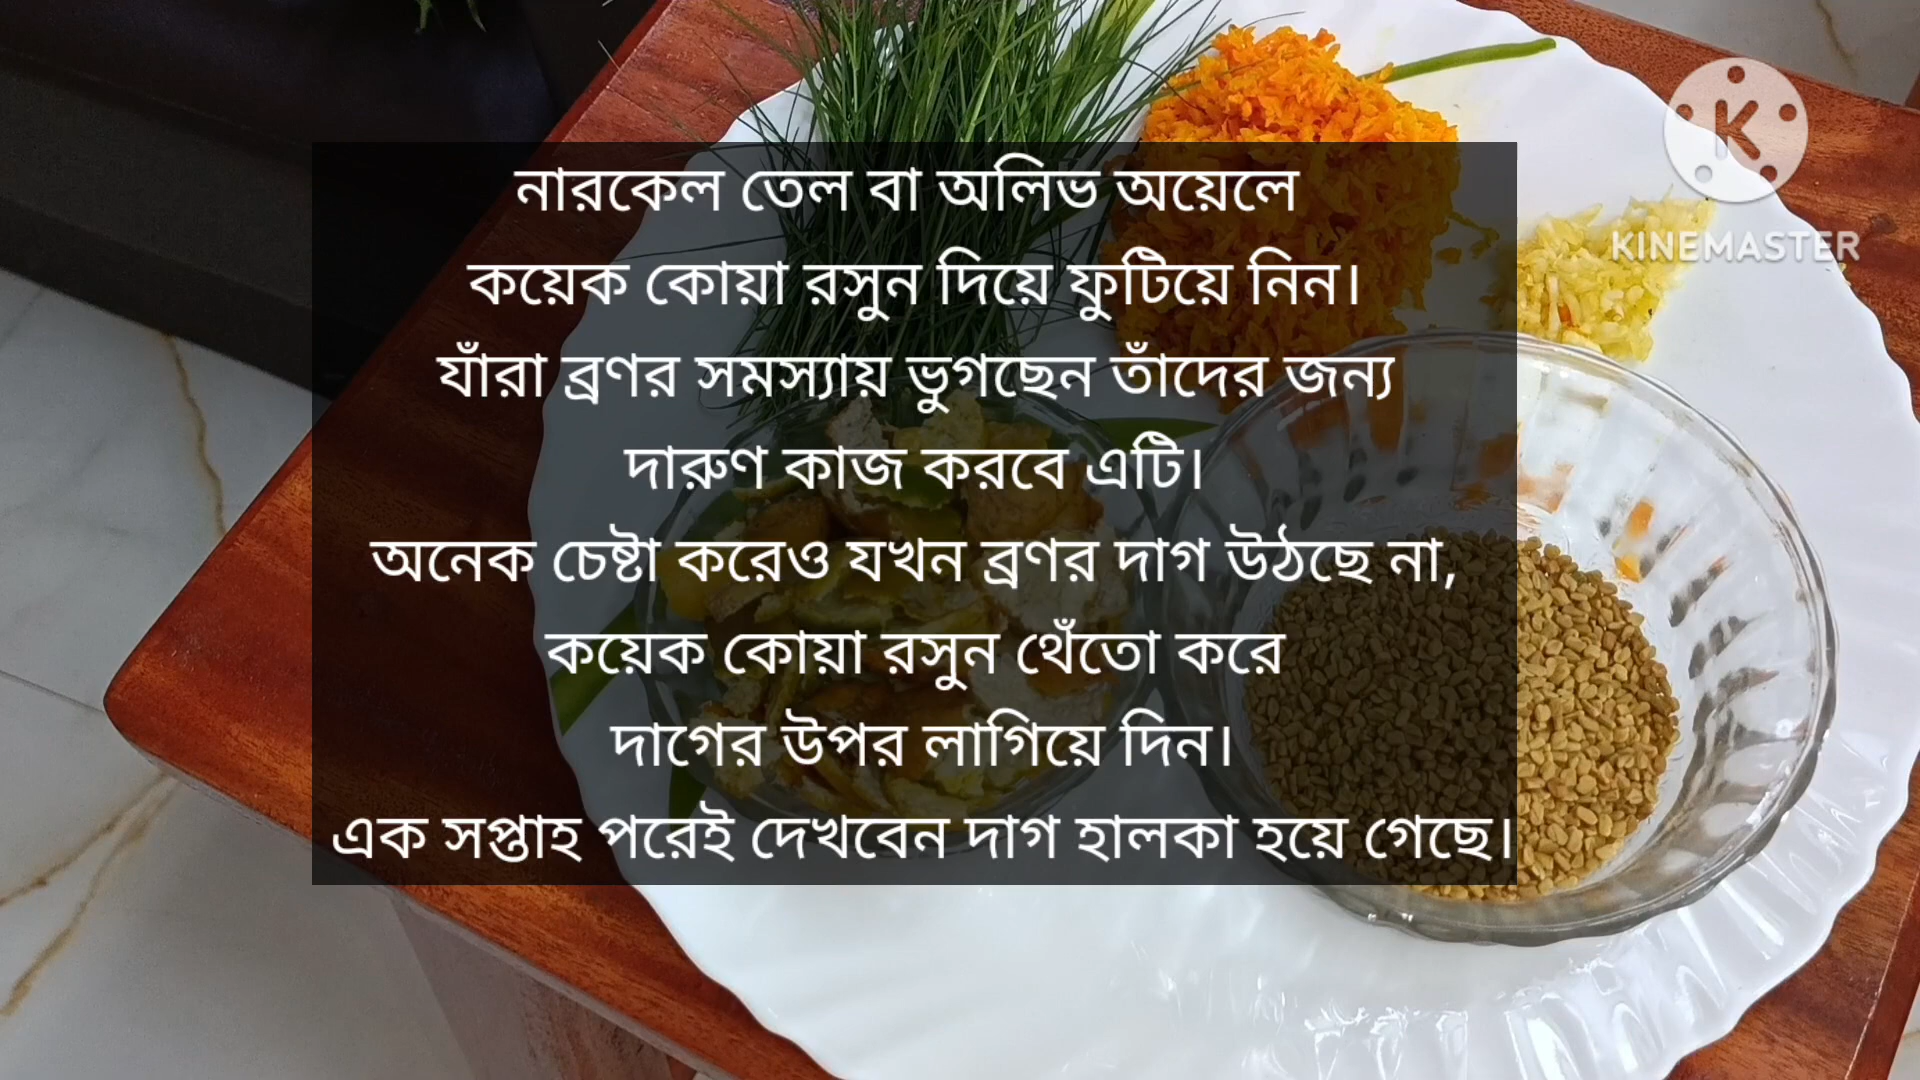 নারকেল তেল বা অলিভ অয়েলে
কয়েক কোয়া রসুন দিয়ে ফুটিয়ে নিন।
যাঁরা ব্রণর সমস্যায় ভুগছেন তাঁদের জন্য
দারুণ কাজ করবে এটি।
অনেক চেষ্টা করেও যখন ব্রণর দাগ উঠছে না,
কয়েক কোয়া রসুন থেঁতো করে
দাগের উপর লাগিয়ে দিন।
এক সপ্তাহ পরেই দেখবেন দাগ হালকা হয়ে গেছে।
K
KINEMASTER